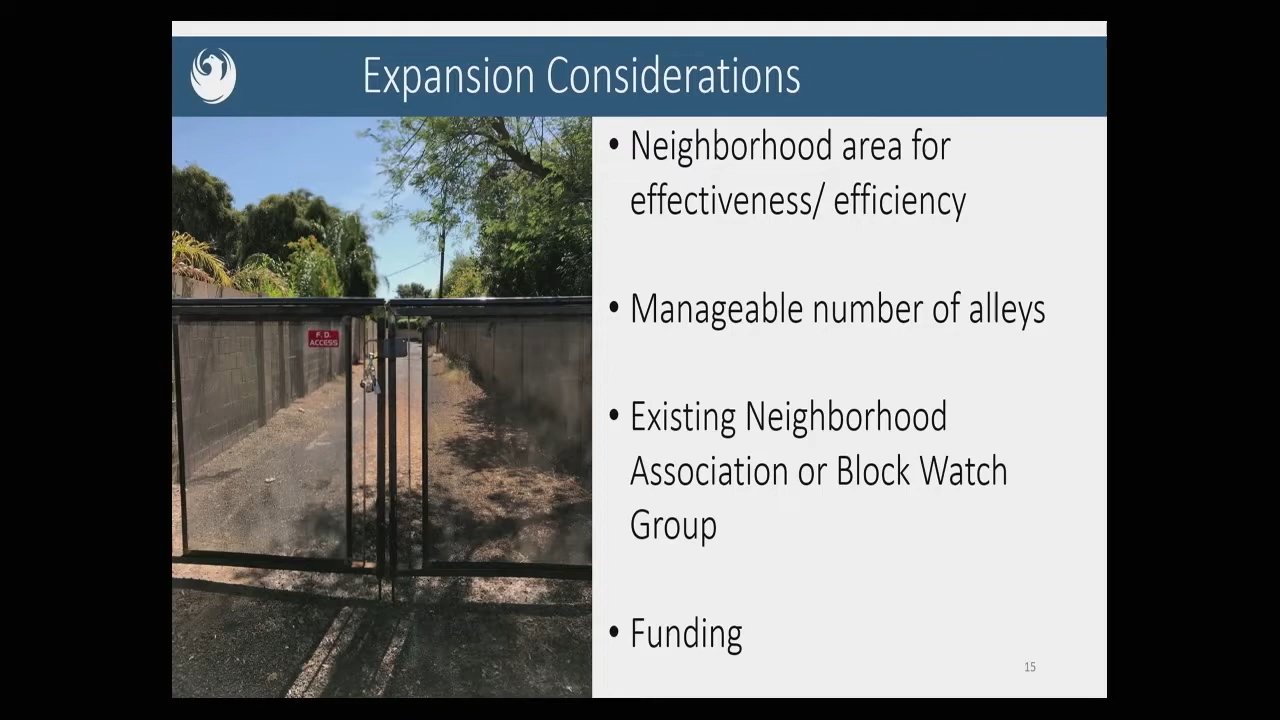 Expansion Considerations
F. D.
ACCESS
• Neighborhood area for
effectiveness/ efficiency
• Manageable number of alleys
• Existing Neighborhood
Association or Block Watch
Group
• Funding
15